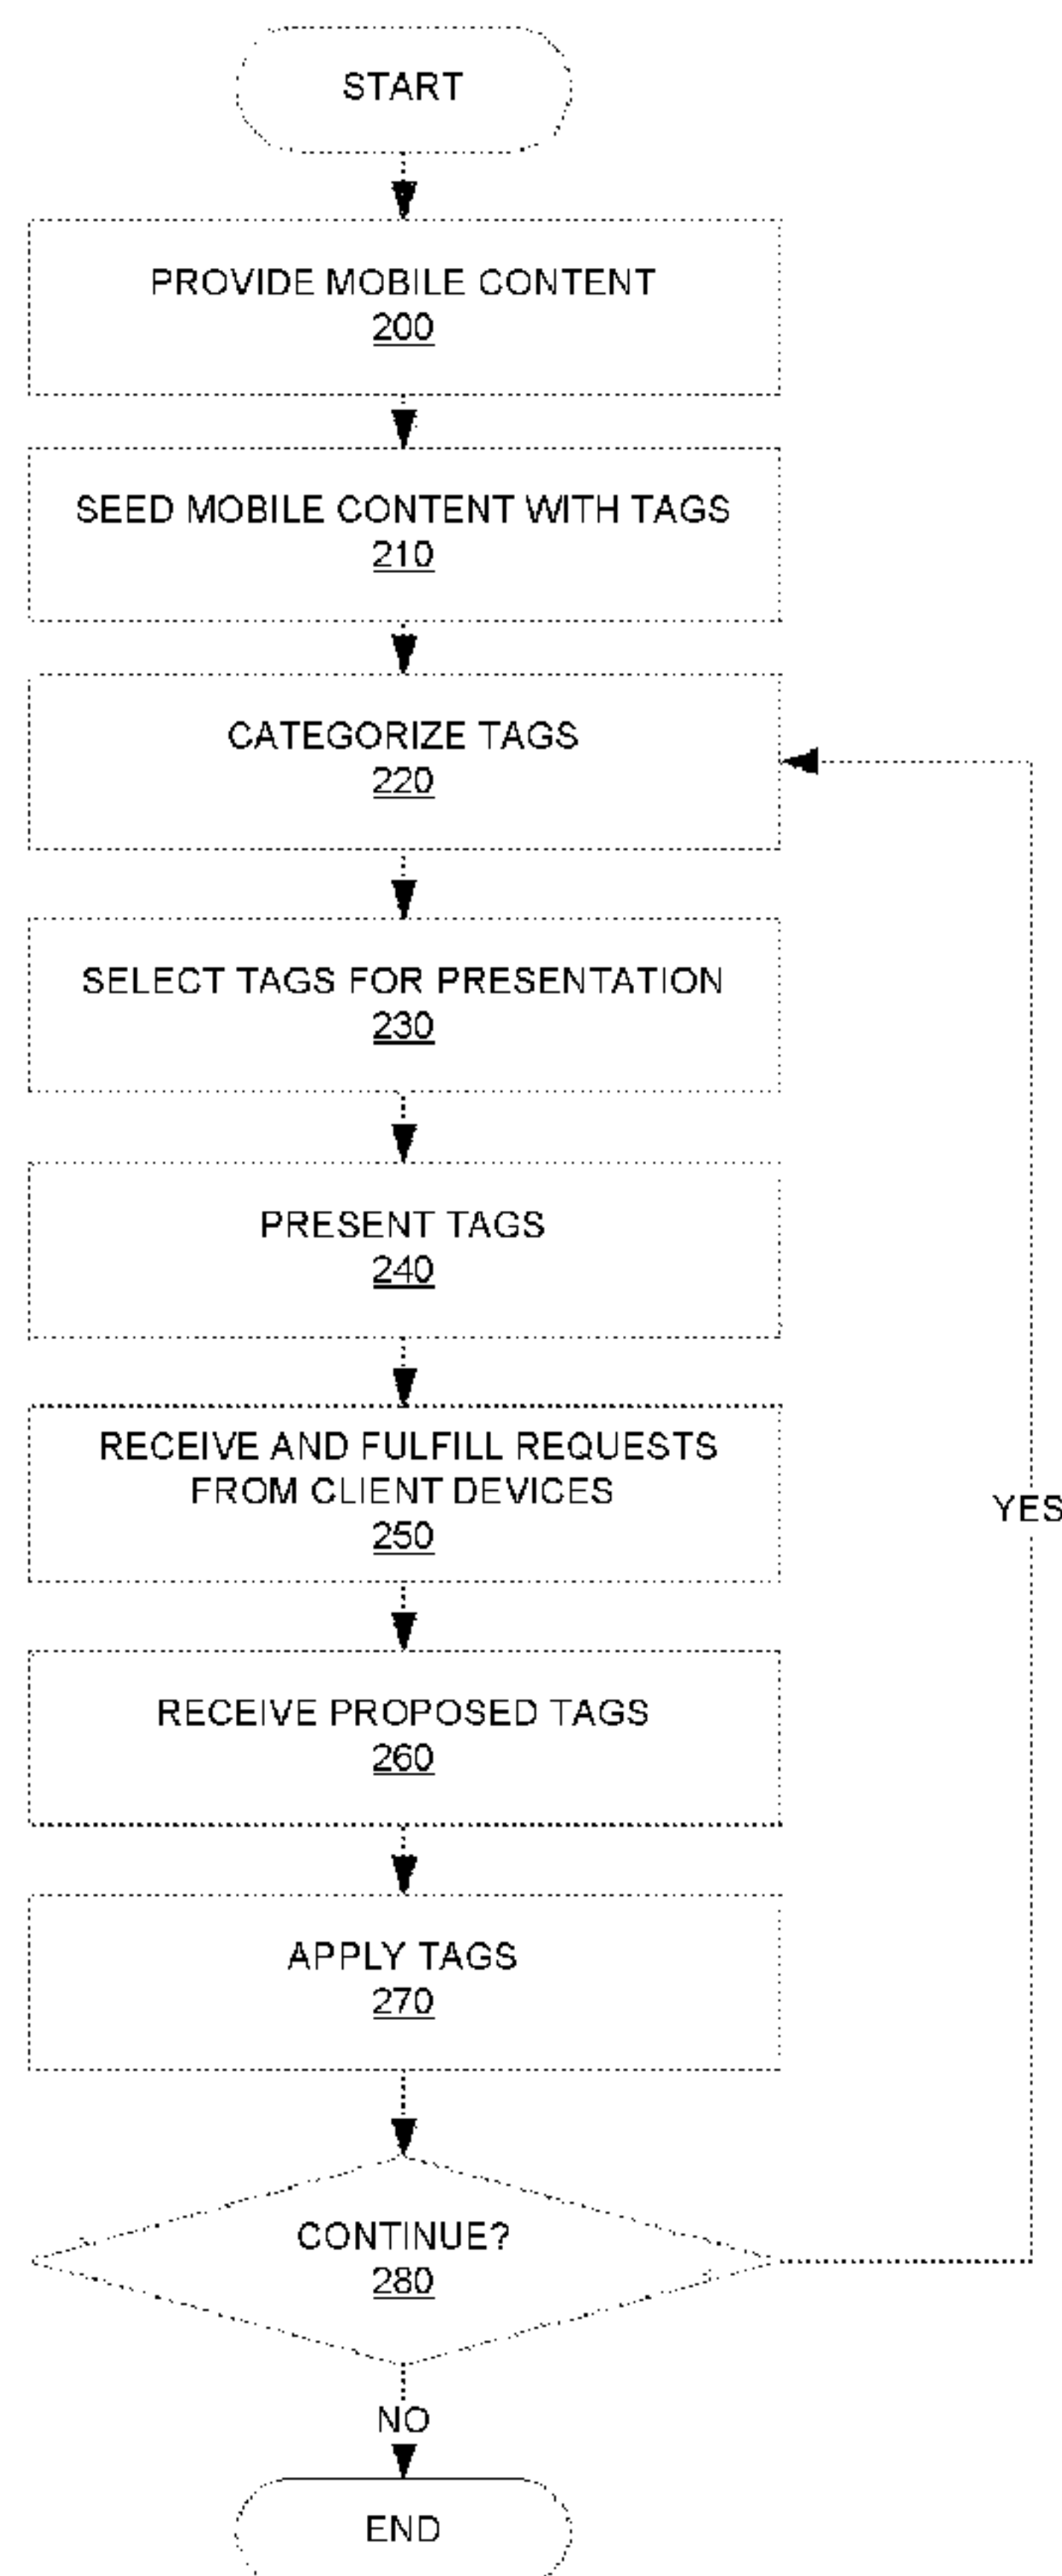 START
PROVIDE MOBILE CONTENT
200
SEED MOBILE CONTENT WITH TAGS
210
CATEGORIZE TAGS
220
SELECT TAGS FOR PRESENTATION
230
PRESENT TAGS
240
RECEIVE AND FULFILL REQUESTS
FROM CLIENT DEVICES
250
YES
RECEIVE PROPOSED TAGS
260
APPLY TAGS
270
CONTINUE?
280
NO
END